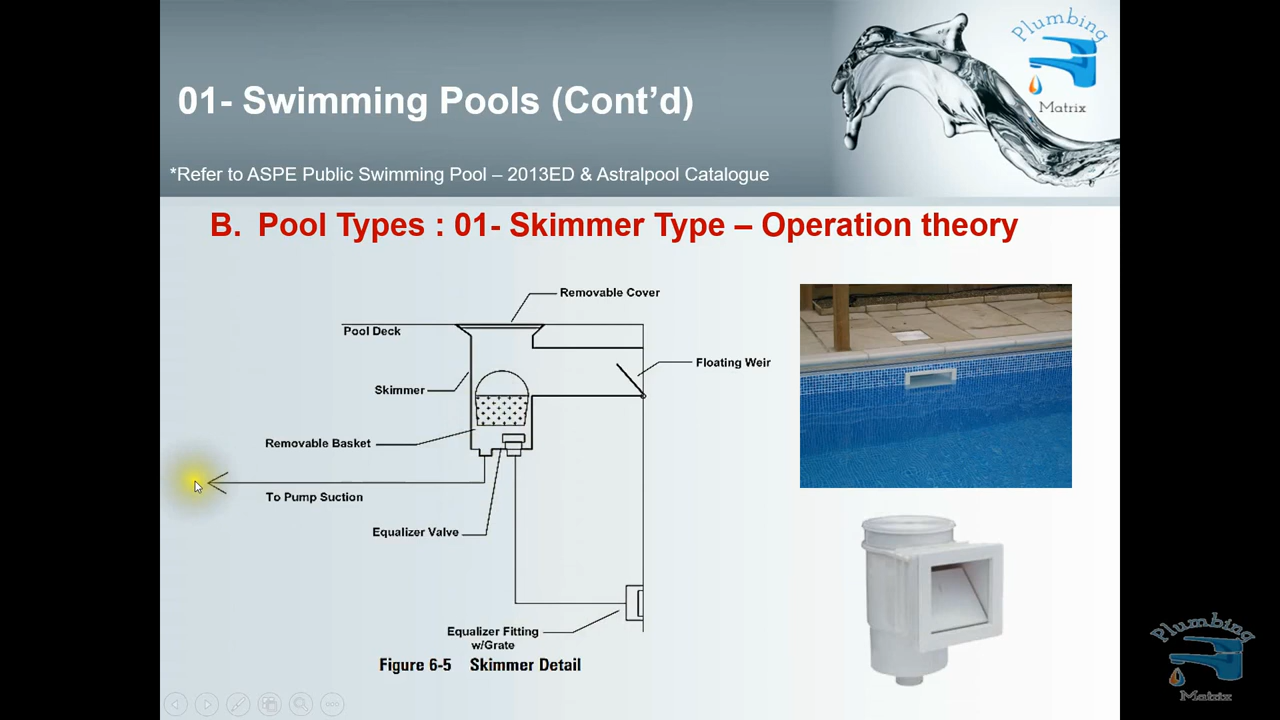 Plumbing
Matrix
01- Swimming Pools (Cont’d)
*Refer to ASPE Public Swimming Pool – 2013ED & Astralpool Catalogue
B. Pool Types : 01- Skimmer Type – Operation theory
Removable Cover
Pool Deck
Floating Weir
Skimmer
Removable Basket
To Pump Suction
Equalizer Valve
Equalizer Fitting
w/Grate
Figure 6-5 Skimmer Detail
Plumbing
Matrix